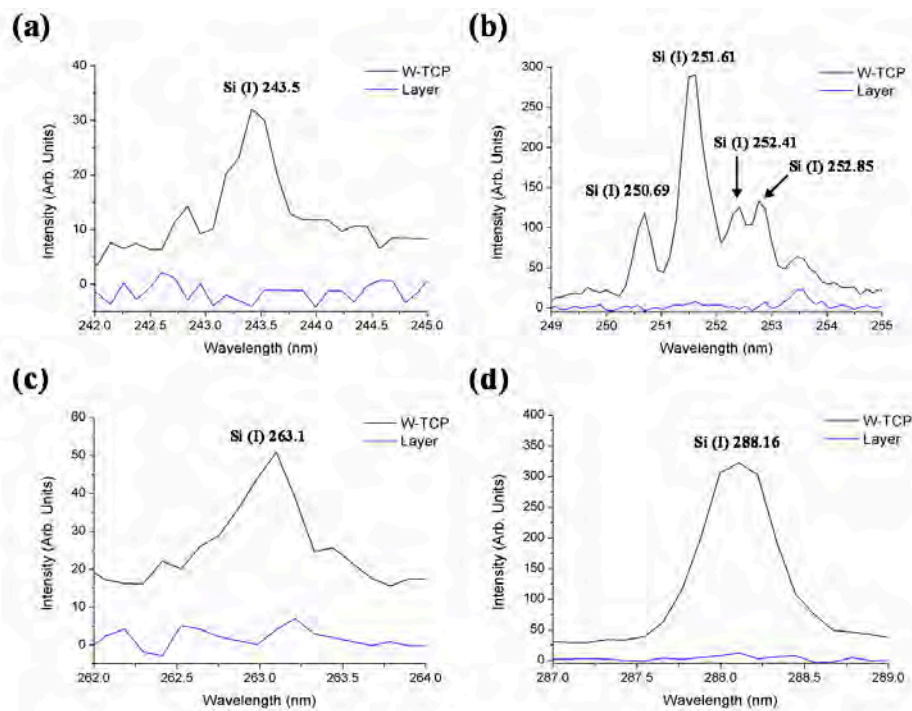 (a)
Si (I) 243.5
W-TCP
Layer
Intensity (Arb. Units)
40
30
20
10
0
242.0 242.5 243.0 243.5 244.0 244.5 245.0
Wavelength (nm)
(b)
Si (I) 251.61
W-TCP
Layer
Si (I) 252.41
Si (I) 252.85
Si (I) 250.69
Intensity (Arb. Units)
300
250
200
150
100
50
0
249 250 251 252 253 254 255
Wavelength (nm)
(c)
Si (I) 263.1
W-TCP
Layer
Intensity (Arb. Units)
60
50
40
30
20
10
0
262.0 262.5 263.0 263.5 264.0
Wavelength (nm)
(d)
Si (I) 288.16
W-TCP
Layer
Intensity (Arb. Units)
400
350
300
250
200
150
100
50
0
287.0 287.5 288.0 288.5 289.0
Wavelength (nm)